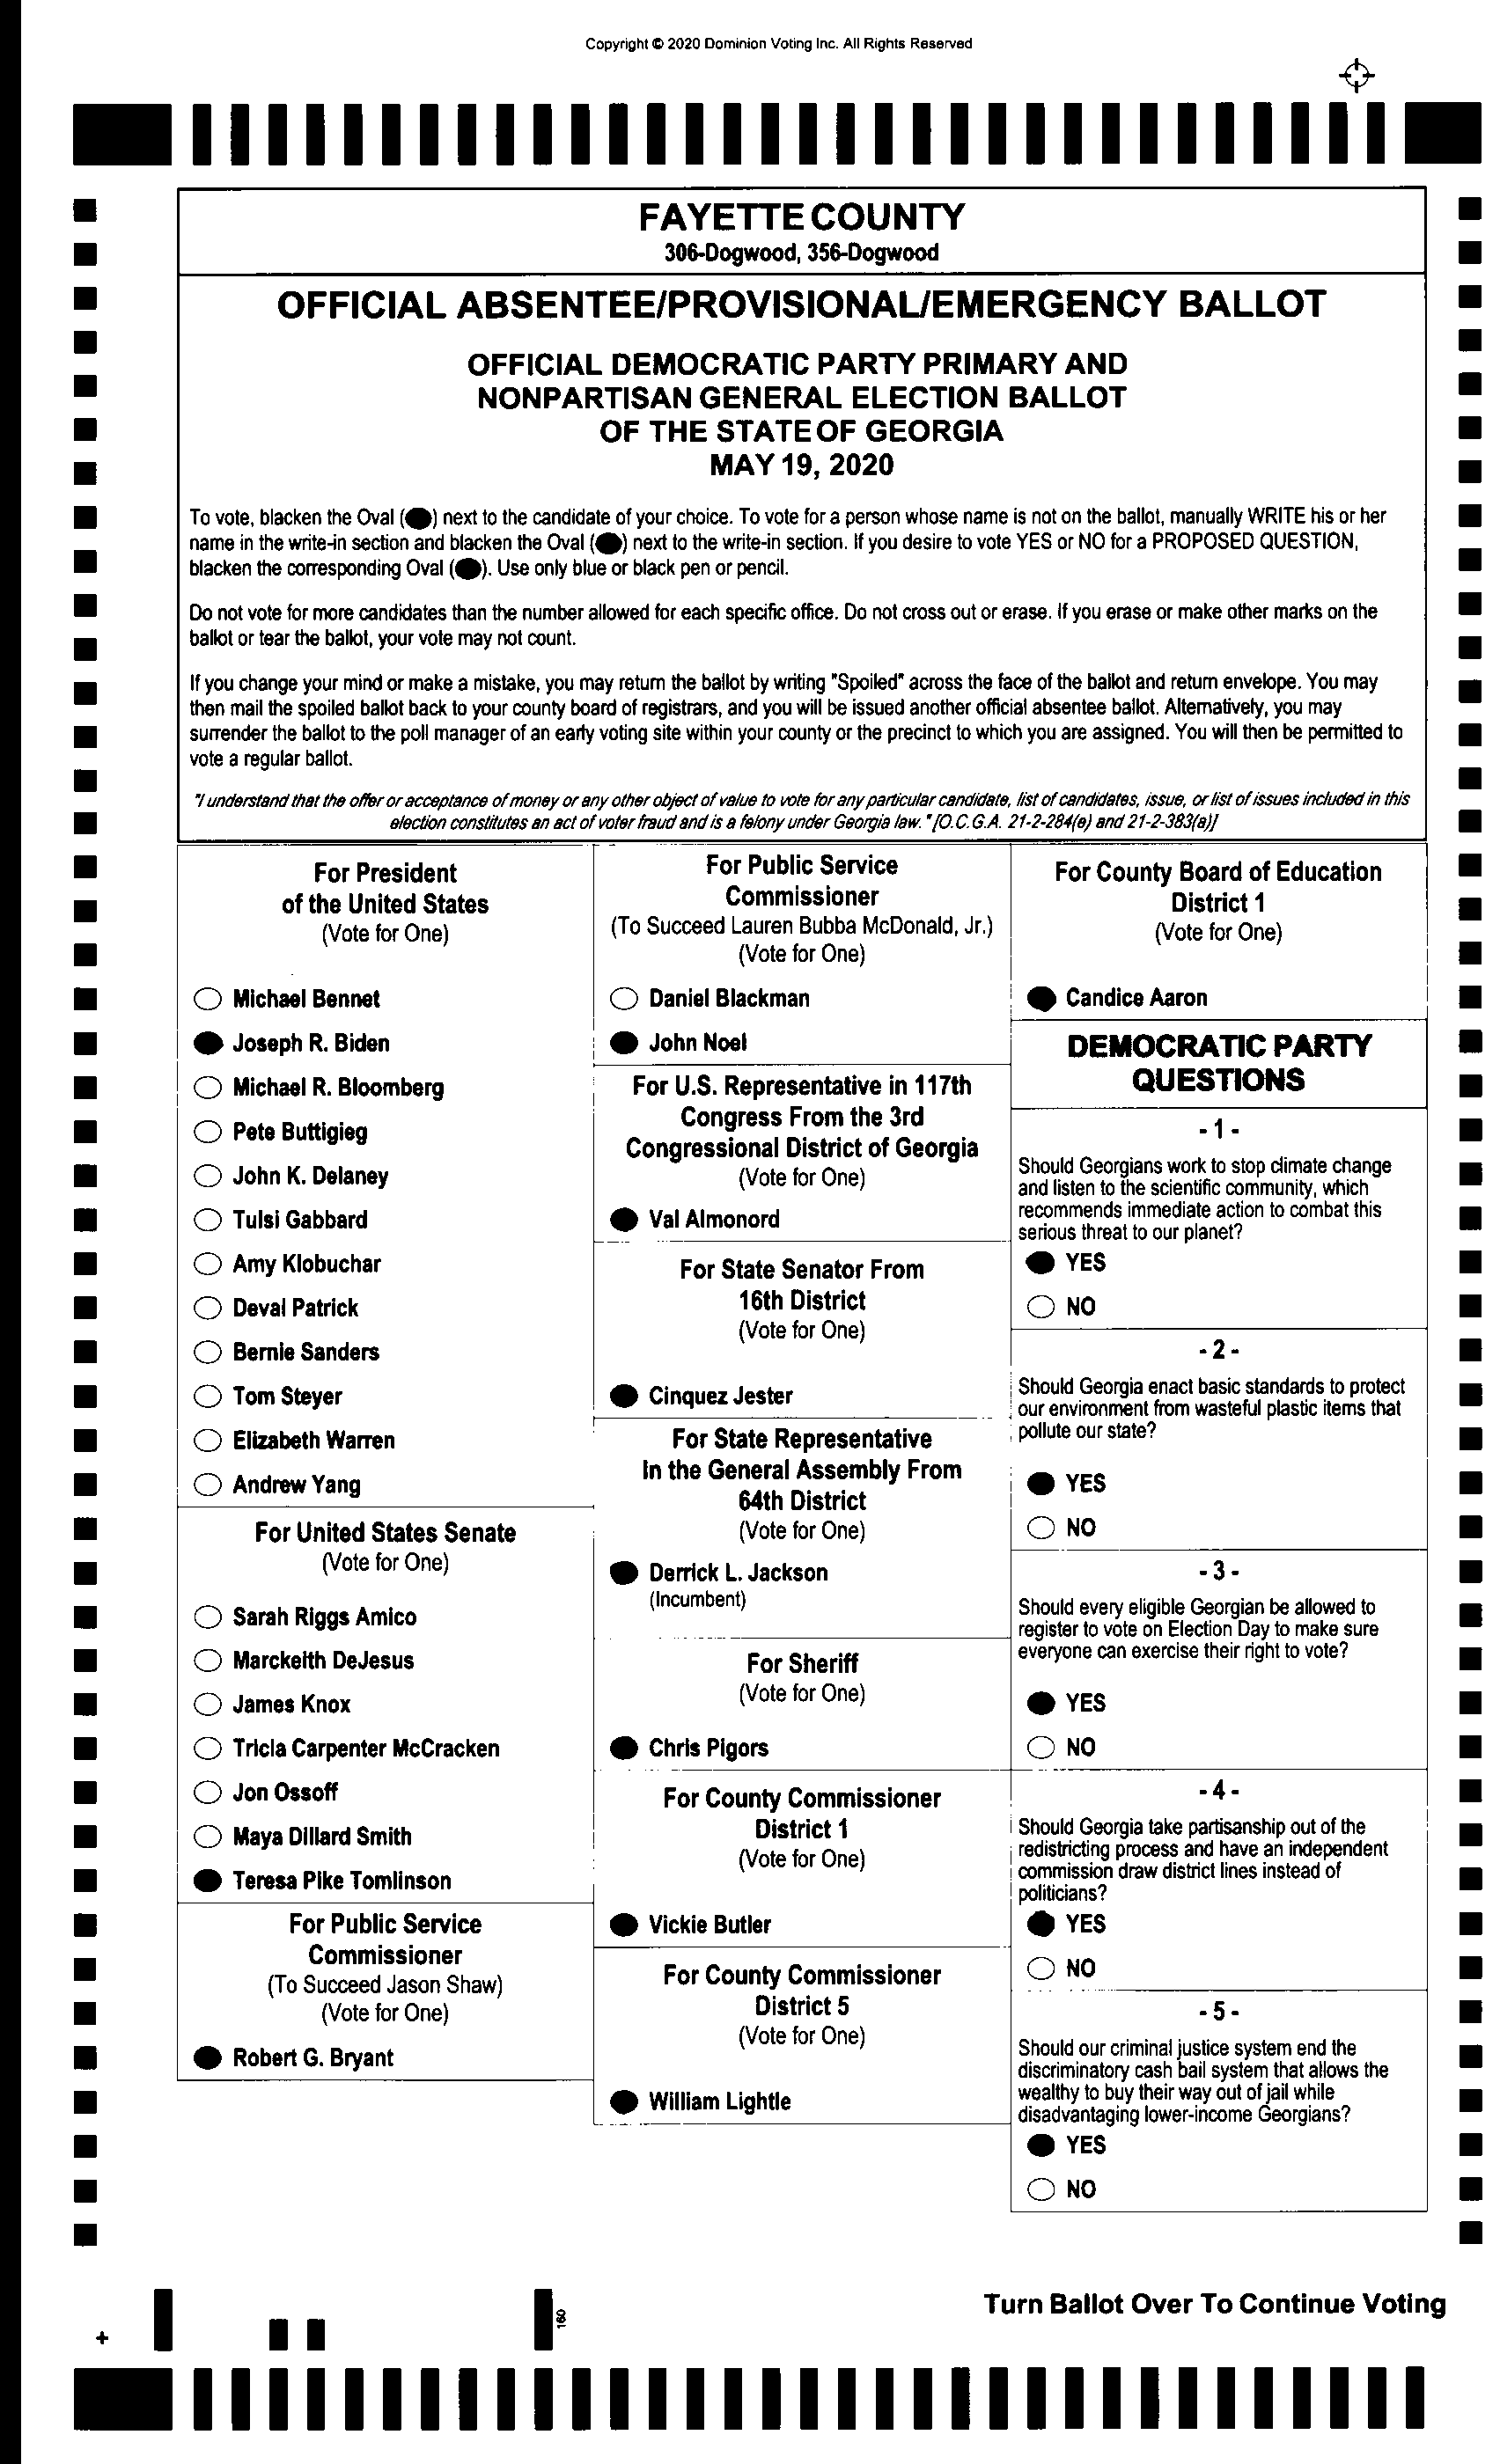 Copyright © 2020 Dominion Voting Inc. All Rights Reserved
FAYETTE COUNTY
306-Dogwood, 356-Dogwood
OFFICIAL ABSENTEE/PROVISIONAL/EMERGENCY BALLOT
OFFICIAL DEMOCRATIC PARTY PRIMARY AND
NONPARTISAN GENERAL ELECTION BALLOT
OF THE STATE OF GEORGIA
MAY 19, 2020
To vote, blacken the Oval (●) next to the candidate of your choice. To vote for a person whose name is not on the ballot, manually WRITE his or her
name in the write-in section and blacken the Oval (●) next to the write-in section. If you desire to vote YES or NO for a PROPOSED QUESTION,
blacken the corresponding Oval (●). Use only blue or black pen or pencil.
Do not vote for more candidates than the number allowed for each specific office. Do not cross out or erase. If you erase or make other marks on the
ballot or tear the ballot, your vote may not count.
If you change your mind or make a mistake, you may return the ballot by writing "Spoiled" across the face of the ballot and return envelope. You may
then mail the spoiled ballot back to your county board of registrars, and you will be issued another official absentee ballot. Alternatively, you may
surrender the ballot to the poll manager of an early voting site within your county or the precinct to which you are assigned. You will then be permitted to
vote a regular ballot.
"I understand that the offer or acceptance of money or any other object of value to vote for any particular candidate, list of candidates, issue, or list of issues included in this
election constitutes an act of voter fraud and is a felony under Georgia law." [O.C.G.A. 21-2-284(e) and 21-2-383(a)]
For President
of the United States
(Vote for One)
Michael Bennet
Joseph R. Biden
Michael R. Bloomberg
Pete Buttigieg
John K. Delaney
Tulsi Gabbard
Amy Klobuchar
Deval Patrick
Bernie Sanders
Tom Steyer
Elizabeth Warren
Andrew Yang
For United States Senate
(Vote for One)
Sarah Riggs Amico
Marckeith DeJesus
James Knox
Tricia Carpenter McCracken
Jon Ossoff
Maya Dillard Smith
Teresa Pike Tomlinson
For Public Service
Commissioner
(To Succeed Jason Shaw)
(Vote for One)
Robert G. Bryant
For Public Service
Commissioner
(To Succeed Lauren Bubba McDonald, Jr.)
(Vote for One)
Daniel Blackman
John Noel
For U.S. Representative in 117th
Congress From the 3rd
Congressional District of Georgia
(Vote for One)
Val Almonord
For State Senator From
16th District
(Vote for One)
Cinquez Jester
For State Representative
In the General Assembly From
64th District
(Vote for One)
Derrick L. Jackson
(Incumbent)
For Sheriff
(Vote for One)
Chris Pigors
For County Commissioner
District 1
(Vote for One)
Vickie Butler
For County Commissioner
District 5
(Vote for One)
William Lightle
For County Board of Education
District 1
(Vote for One)
Candice Aaron
DEMOCRATIC PARTY
QUESTIONS
- 1 -
Should Georgians work to stop climate change
and listen to the scientific community, which
recommends immediate action to combat this
serious threat to our planet?
YES
NO
- 2 -
Should Georgia enact basic standards to protect
our environment from wasteful plastic items that
pollute our state?
YES
NO
- 3 -
Should every eligible Georgian be allowed to
register to vote on Election Day to make sure
everyone can exercise their right to vote?
YES
NO
- 4 -
Should Georgia take partisanship out of the
redistricting process and have an independent
commission draw district lines instead of
politicians?
YES
NO
- 5 -
Should our criminal justice system end the
discriminatory cash bail system that allows the
wealthy to buy their way out of jail while
disadvantaging lower-income Georgians?
YES
NO
Turn Ballot Over To Continue Voting
160
+